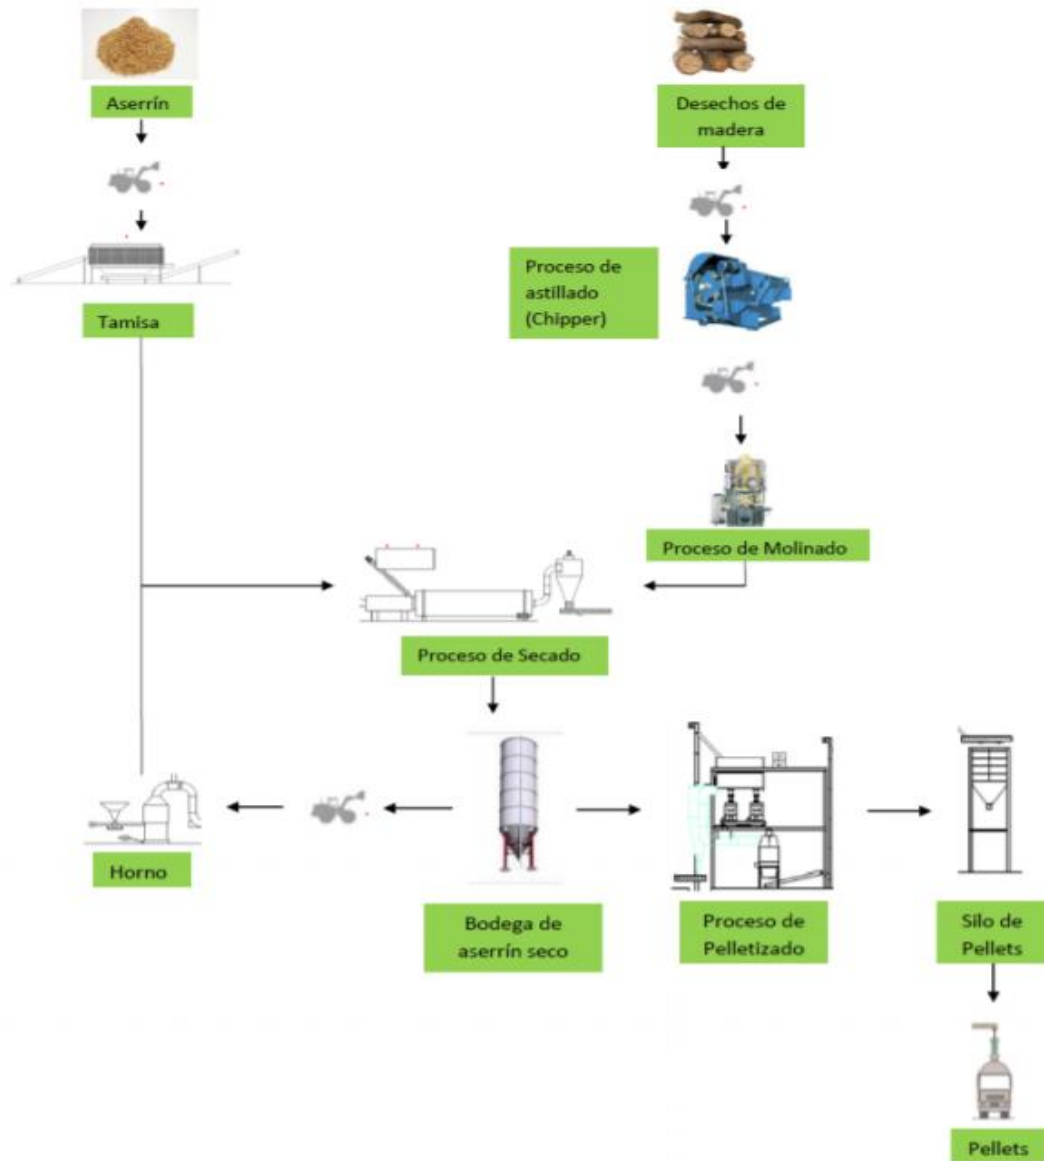 Aserrín
Desechos de
madera
Proceso de
astillado
(Chipper)
Tamisa
Proceso de Molinado
Proceso de Secado
Horno
Bodega de
aserrín seco
Proceso de
Pelletizado
Silo de
Pellets
Pellets